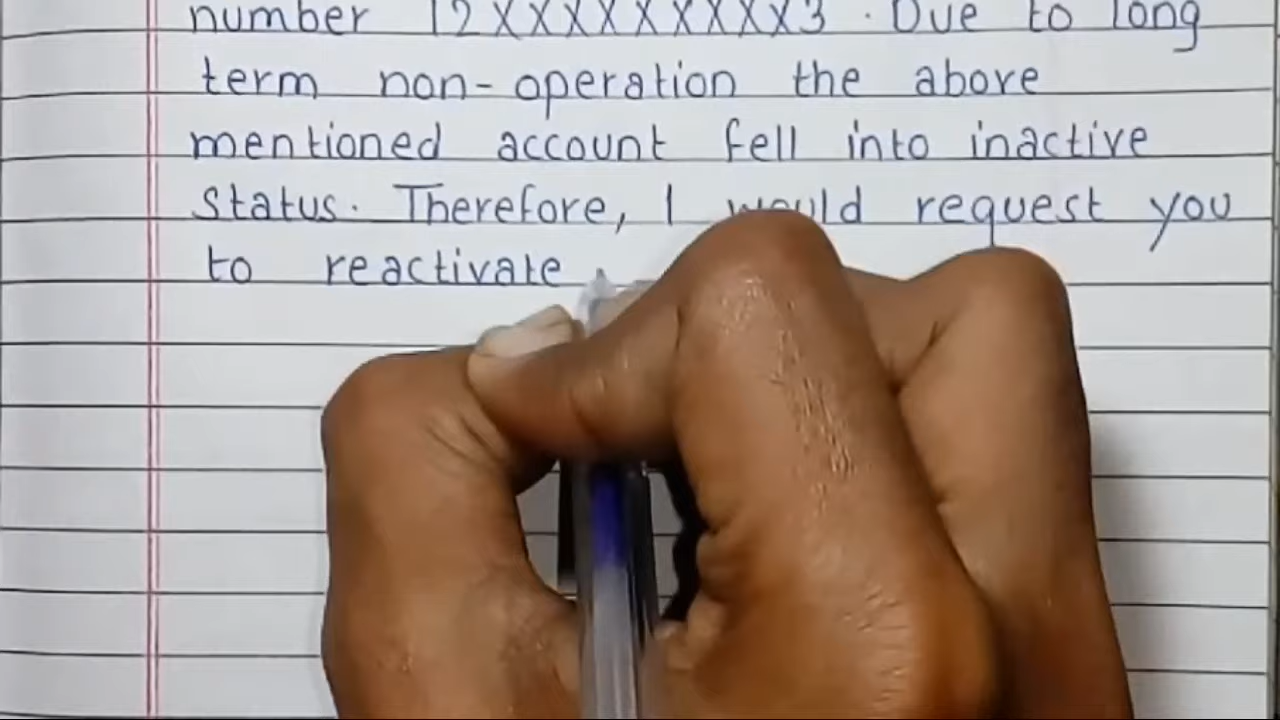 number 12XXXXXXXXX3. Due to long
term non-operation the above
mentioned account fell into inactive
Status. Therefore, I would request you
to reactivate